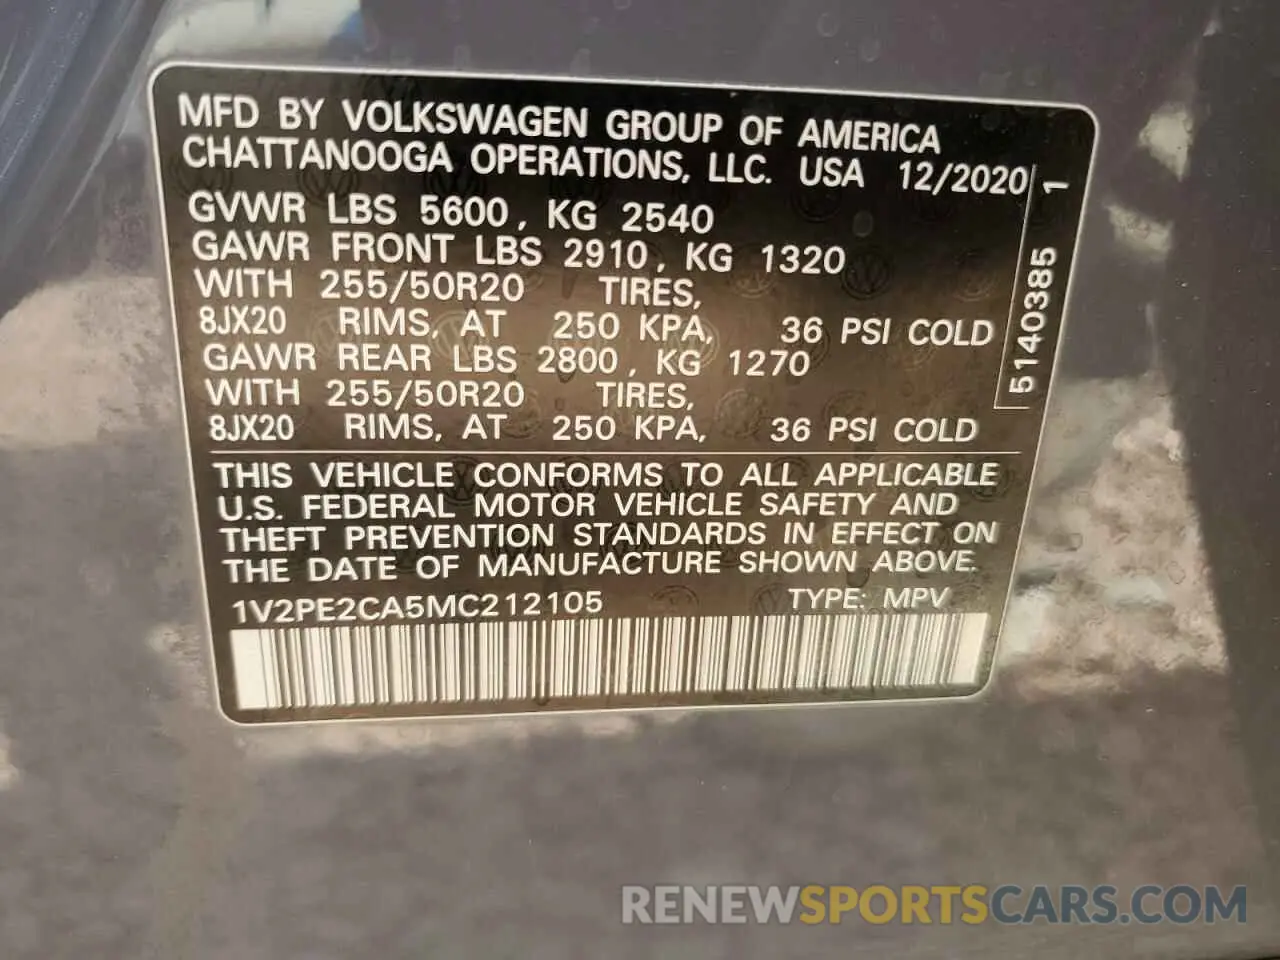 MFD BY VOLKSWAGEN GROUP OF AMERICA
CHATTANOOGA OPERATIONS, LLC. USA 12/2020
GVWR LBS 5600, KG 2540
GAWR FRONT LBS 2910, KG 1320
WITH 255/50R20 TIRES,
8JX20 RIMS, AT 250 KPA, 36 PSI COLD
GAWR REAR LBS 2800, KG 1270
WITH 255/50R20 TIRES,
8JX20 RIMS, AT 250 KPA, 36 PSI COLD
5140385 1
THIS VEHICLE CONFORMS TO ALL APPLICABLE
U.S. FEDERAL MOTOR VEHICLE SAFETY AND
THEFT PREVENTION STANDARDS IN EFFECT ON
THE DATE OF MANUFACTURE SHOWN ABOVE.
1V2PE2CA5MC212105 TYPE: MPV
RENEWSPORTSCARS.COM